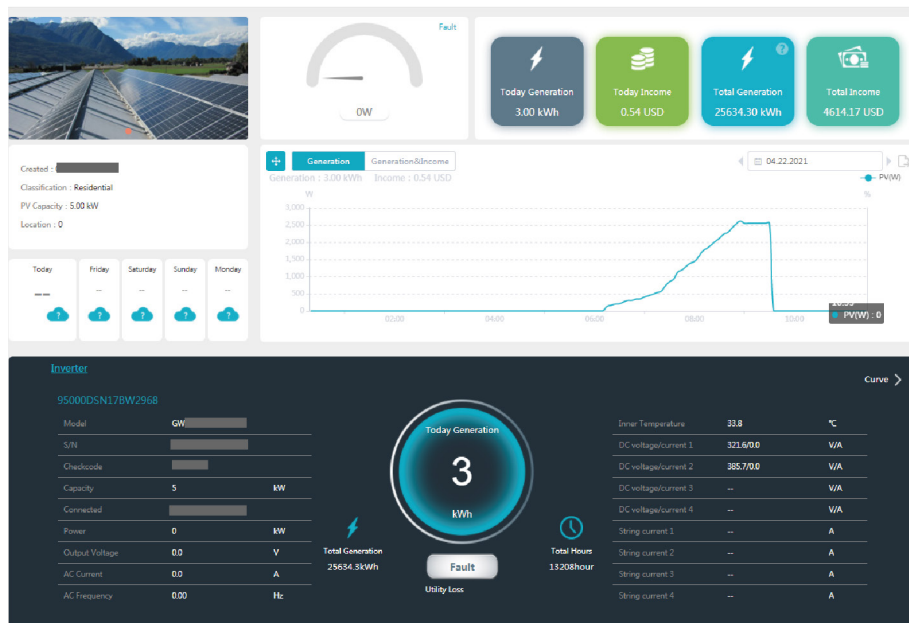 Fault
0W
Today Generation
3.00 kWh
Today Income
0.54 USD
?
Total Generation
25634.30 kWh
Total Income
4614.17 USD
Created :
Classification : Residential
PV Capacity : 5.00 kW
Location : 0
Today Friday Saturday Sunday Monday
-- -- -- -- --
? ? ? ? ?
Generation Generation&Income
04.22.2021
Generation : 3.00 kWh Income : 0.54 USD
PV(W)
W %
3,000
2,500
2,000
1,500
1,000
500
0
02:00 04:00 06:00 08:00 10:00
PV(W) : 0
Inverter
Curve >
95000DSN17BW2968
Model GW
S/N
Checkcode
Capacity 5 kW
Connected
Power 0 kW
Output Voltage 0.0 V
AC Current 0.0 A
AC Frequency 0.00 Hz
Today Generation
3
kWh
Total Generation
25634.3kWh
Total Hours
13208hour
Fault
Utility Loss
Inner Temperature 33.8 ℃
DC voltage/current 1 321.6/0.0 V/A
DC voltage/current 2 385.7/0.0 V/A
DC voltage/current 3 -- V/A
DC voltage/current 4 -- V/A
String current 1 -- A
String current 2 -- A
String current 3 -- A
String current 4 -- A